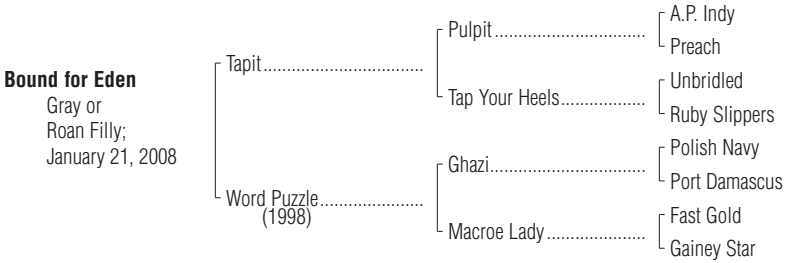 A.P. Indy
Pulpit
Preach
Tapit
Unbridled
Tap Your Heels
Ruby Slippers
Bound for Eden
Gray or
Roan Filly;
January 21, 2008
Polish Navy
Ghazi
Port Damascus
Word Puzzle
(1998)
Fast Gold
Macroe Lady
Gainey Star